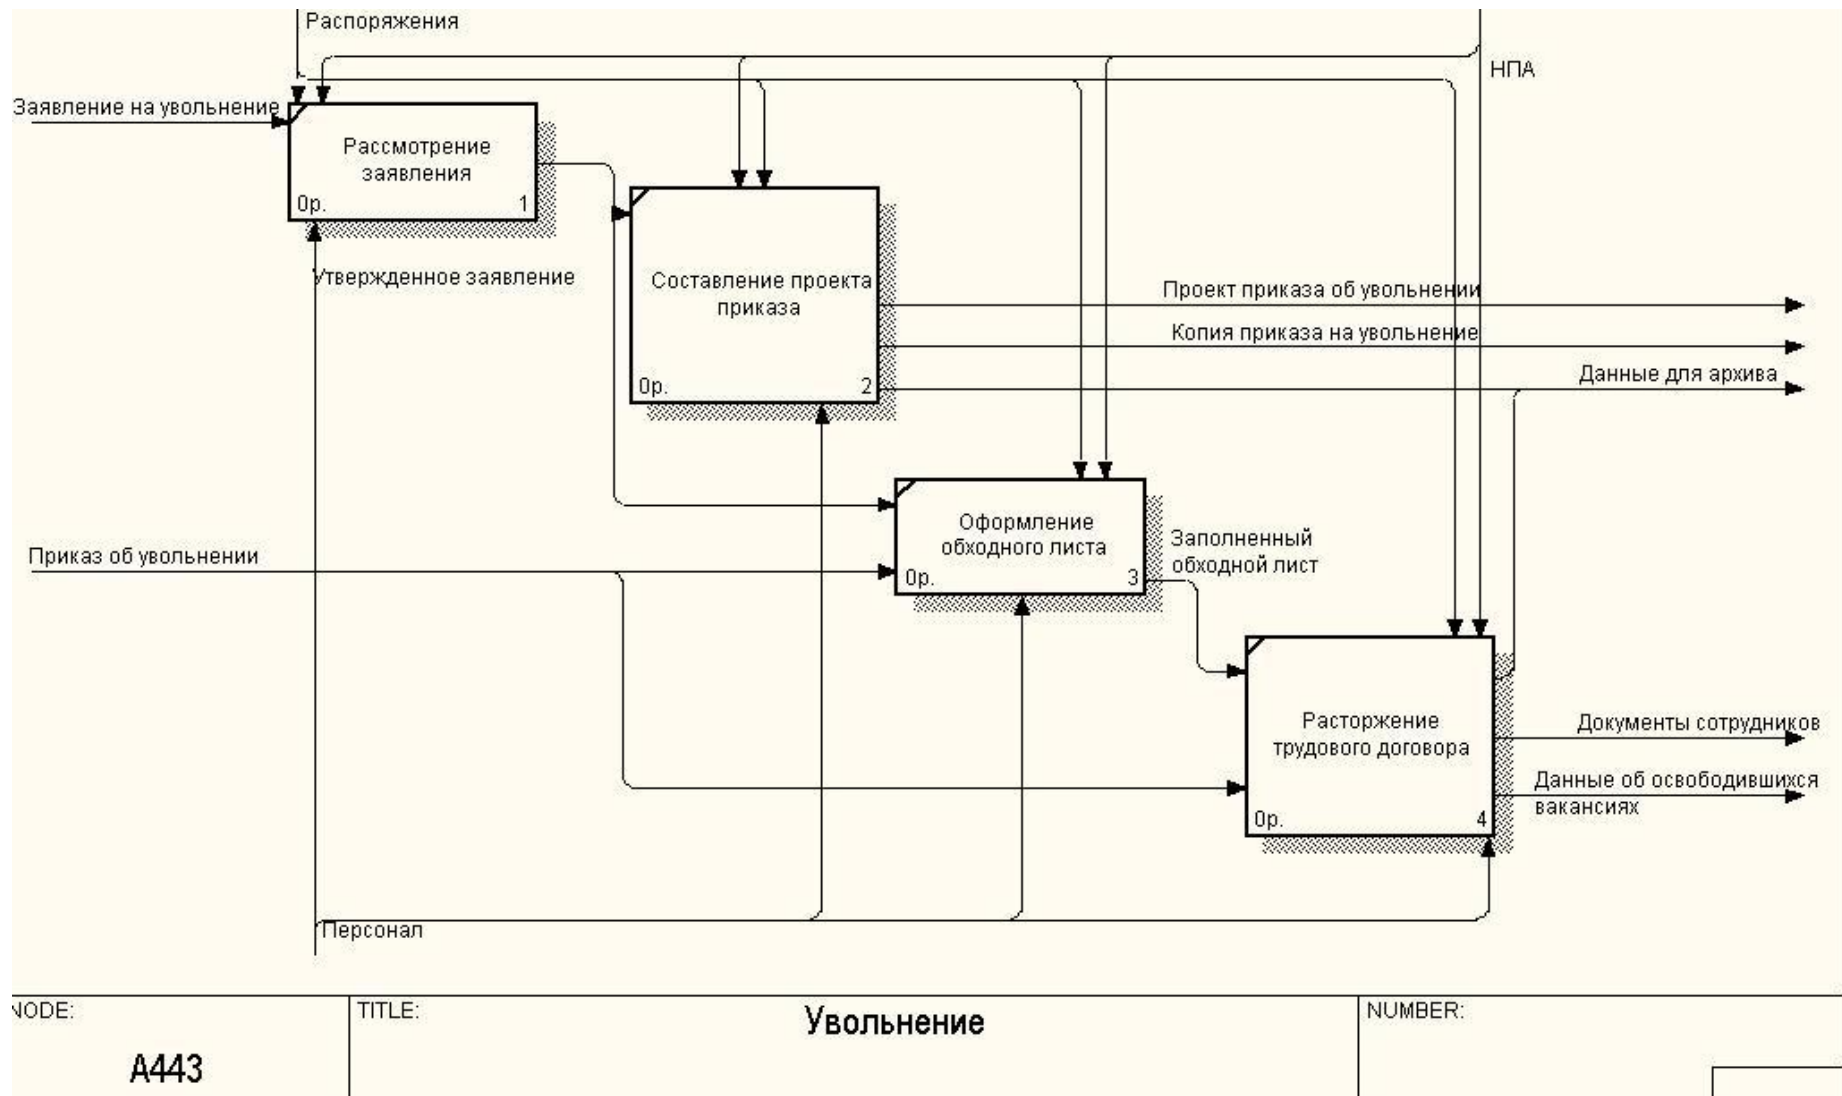 Распоряжения
НПА
Заявление на увольнение
Рассмотрение
заявления
0р.
1
Утвержденное заявление
Составление проекта
приказа
0р.
2
Проект приказа об увольнении
Копия приказа на увольнение
Данные для архива
Приказ об увольнении
Оформление
обходного листа
0р.
3
Заполненный
обходной лист
Расторжение
трудового договора
0р.
4
Документы сотрудников
Данные об освободившихся
вакансиях
Персонал
NODE:
TITLE:
NUMBER:
Увольнение
A443